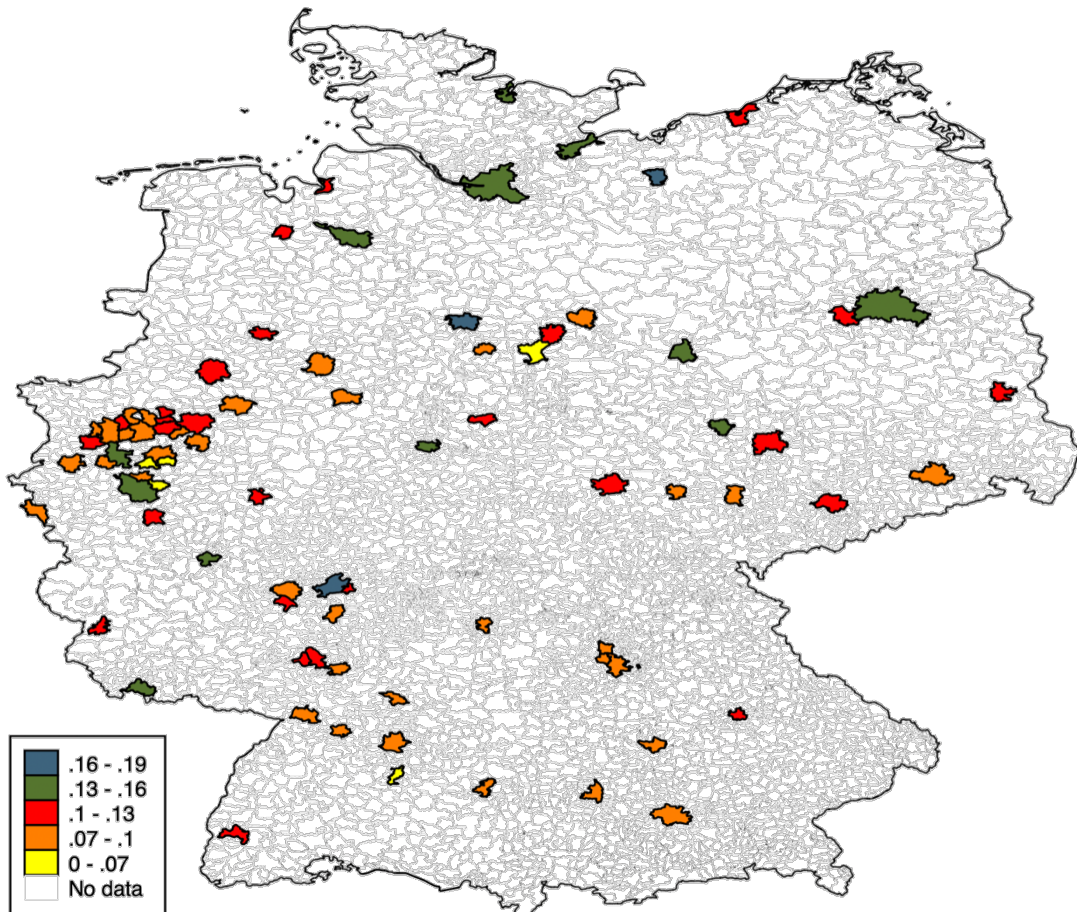 .16 - .19
.13 - .16
.1 - .13
.07 - .1
0 - .07
No data